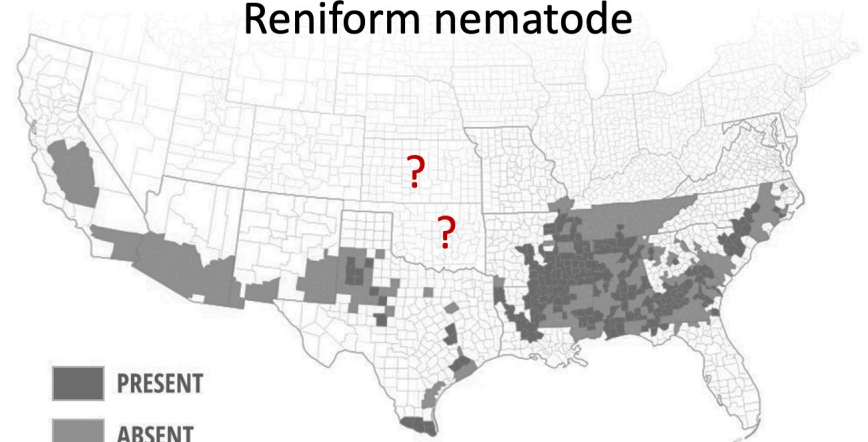 Reniform nematode
?
?
PRESENT
ABSENT